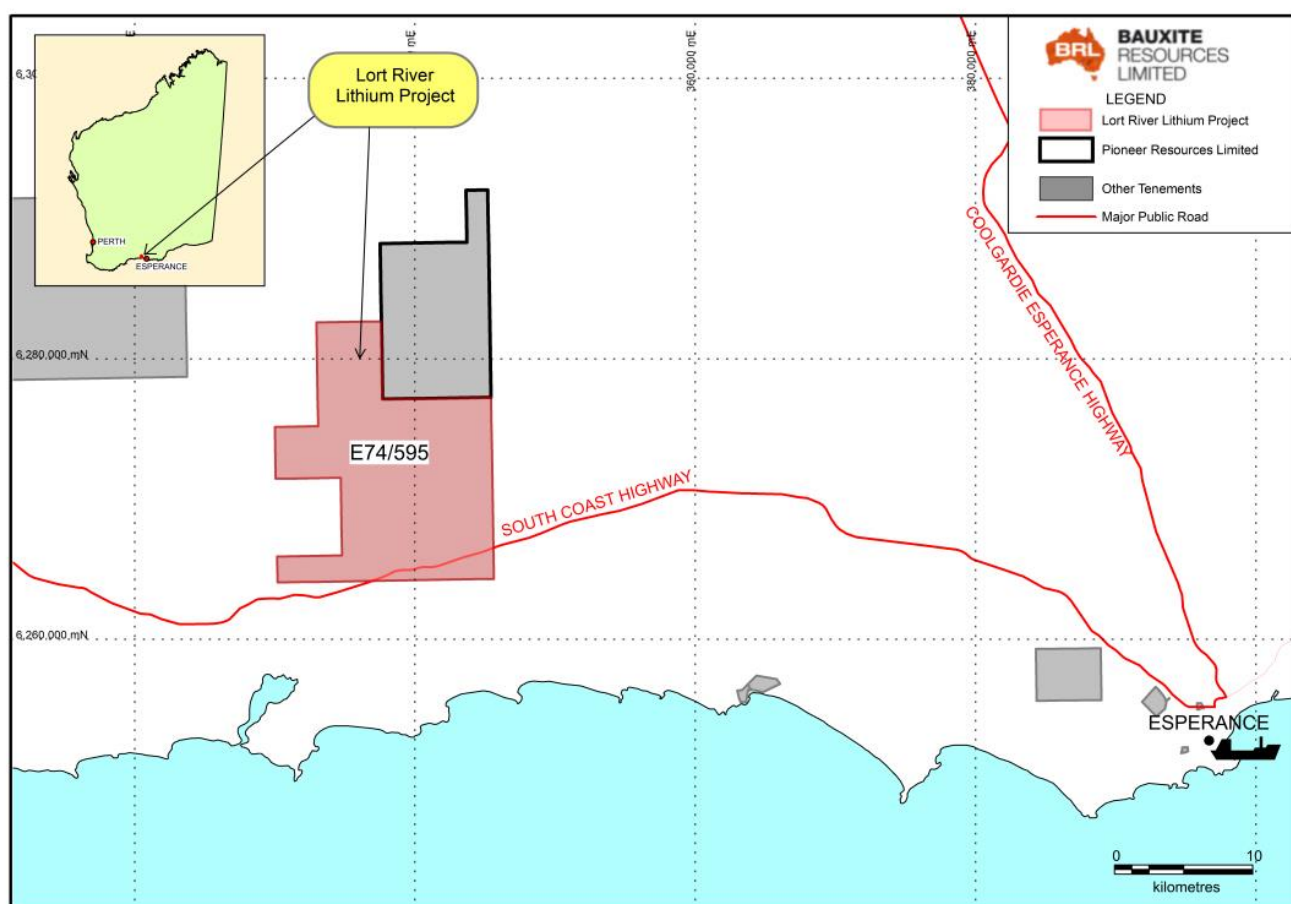 BRL
BAUXITE
RESOURCES
LIMITED
LEGEND
Lort River Lithium Project
Pioneer Resources Limited
Other Tenements
Major Public Road
Lort River
Lithium Project
PERTH
ESPERANCE
360,000 mE
380,000 mE
mE
mE
6,30
6,280,000 mN
6,260,000 mN
E74/595
SOUTH COAST HIGHWAY
COOLGARDIE ESPERANCE HIGHWAY
ESPERANCE
0 10
kilometres